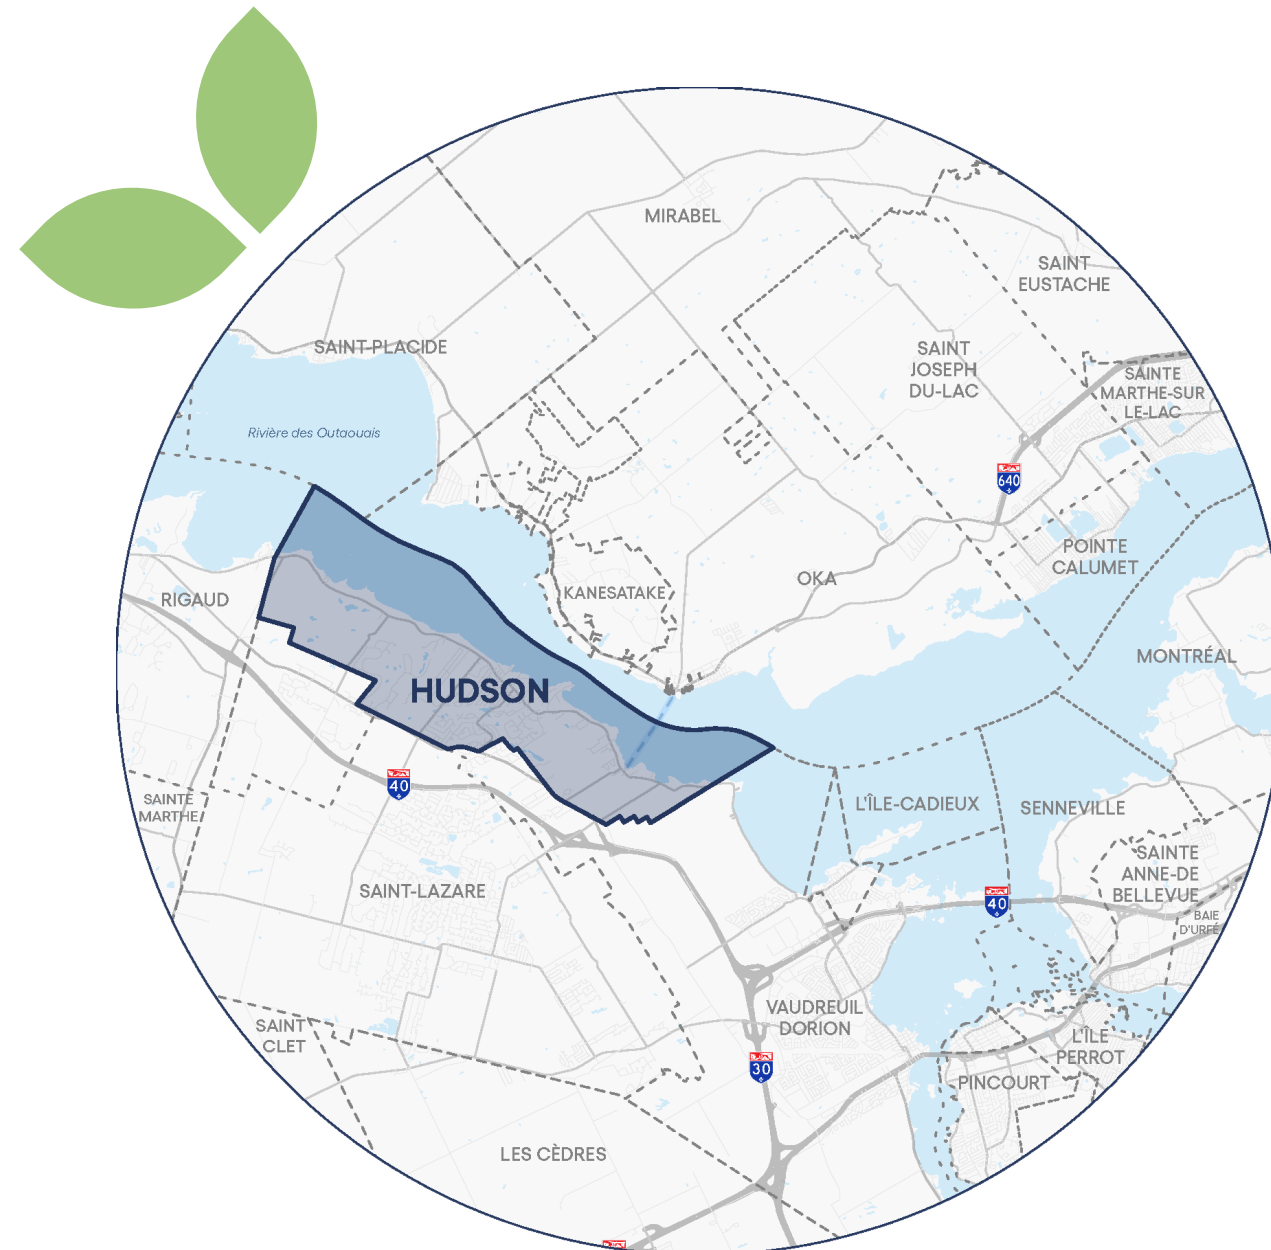 MIRABEL
SAINT
EUSTACHE
SAINT-PLACIDE
SAINT
JOSEPH
DU-LAC
SAINTE
MARTHE-SUR
LE-LAC
Rivière des Outaouais
640
POINTE
CALUMET
OKA
KANESATAKE
RIGAUD
MONTRÉAL
HUDSON
40
SAINTE
MARTHE
L'ÎLE-CADIEUX
SENNEVILLE
SAINTE
ANNE-DE
BELLEVUE
SAINT-LAZARE
40
BAIE
D'URFÉ
VAUDREUIL
DORION
SAINT
CLET
L'ÎLE
PERROT
30
PINCOURT
LES CÈDRES